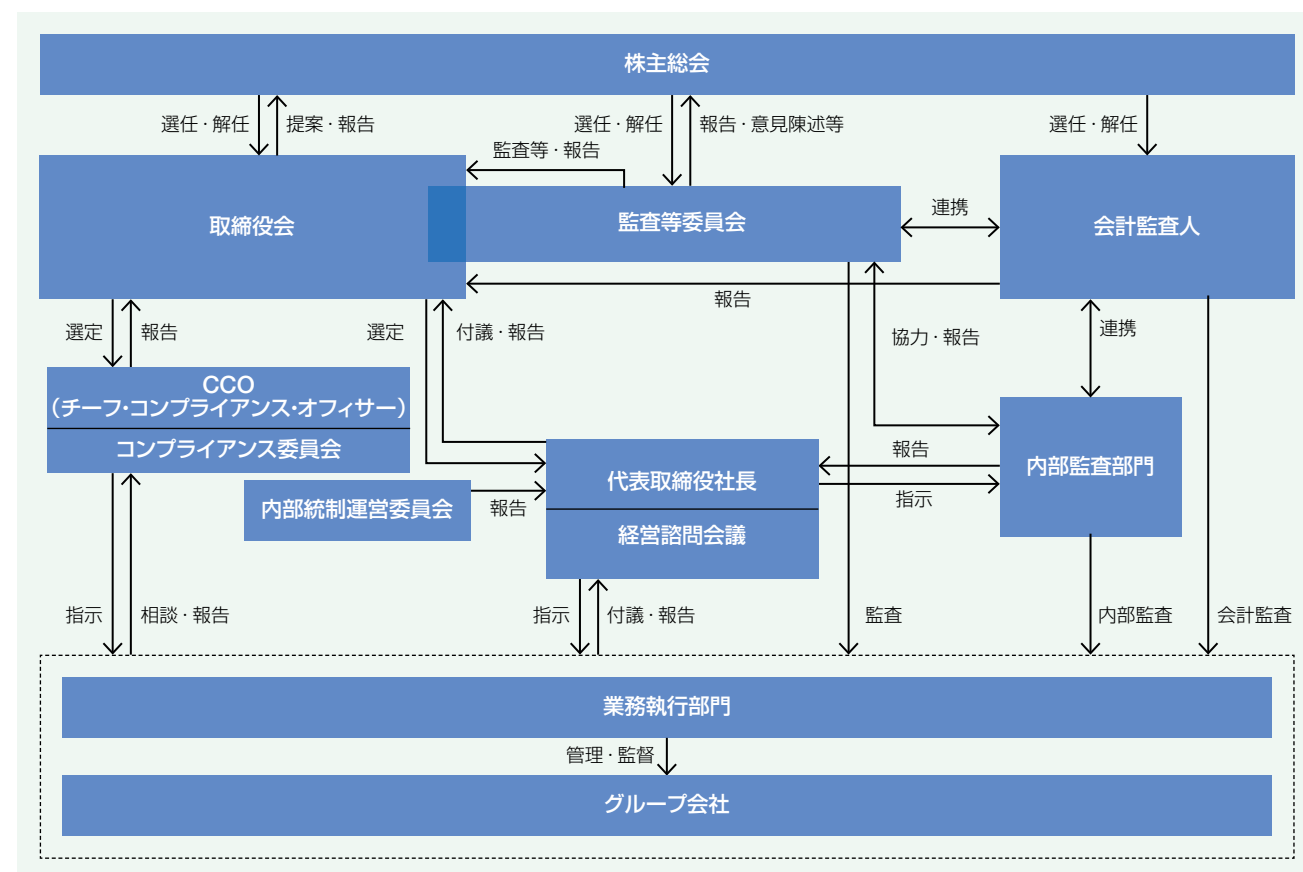 株主総会
選任・解任
提案・報告
選任・解任
報告・意見陳述等
選任・解任
監査等・報告
取締役会
監査等委員会
連携
会計監査人
報告
選定
報告
選定
付議・報告
協力・報告
連携
CCO
（チーフ・コンプライアンス・オフィサー）
コンプライアンス委員会
内部統制運営委員会
報告
代表取締役社長
経営諮問会議
報告
指示
内部監査部門
指示
相談・報告
指示
付議・報告
監査
内部監査
会計監査
業務執行部門
管理・監督
グループ会社